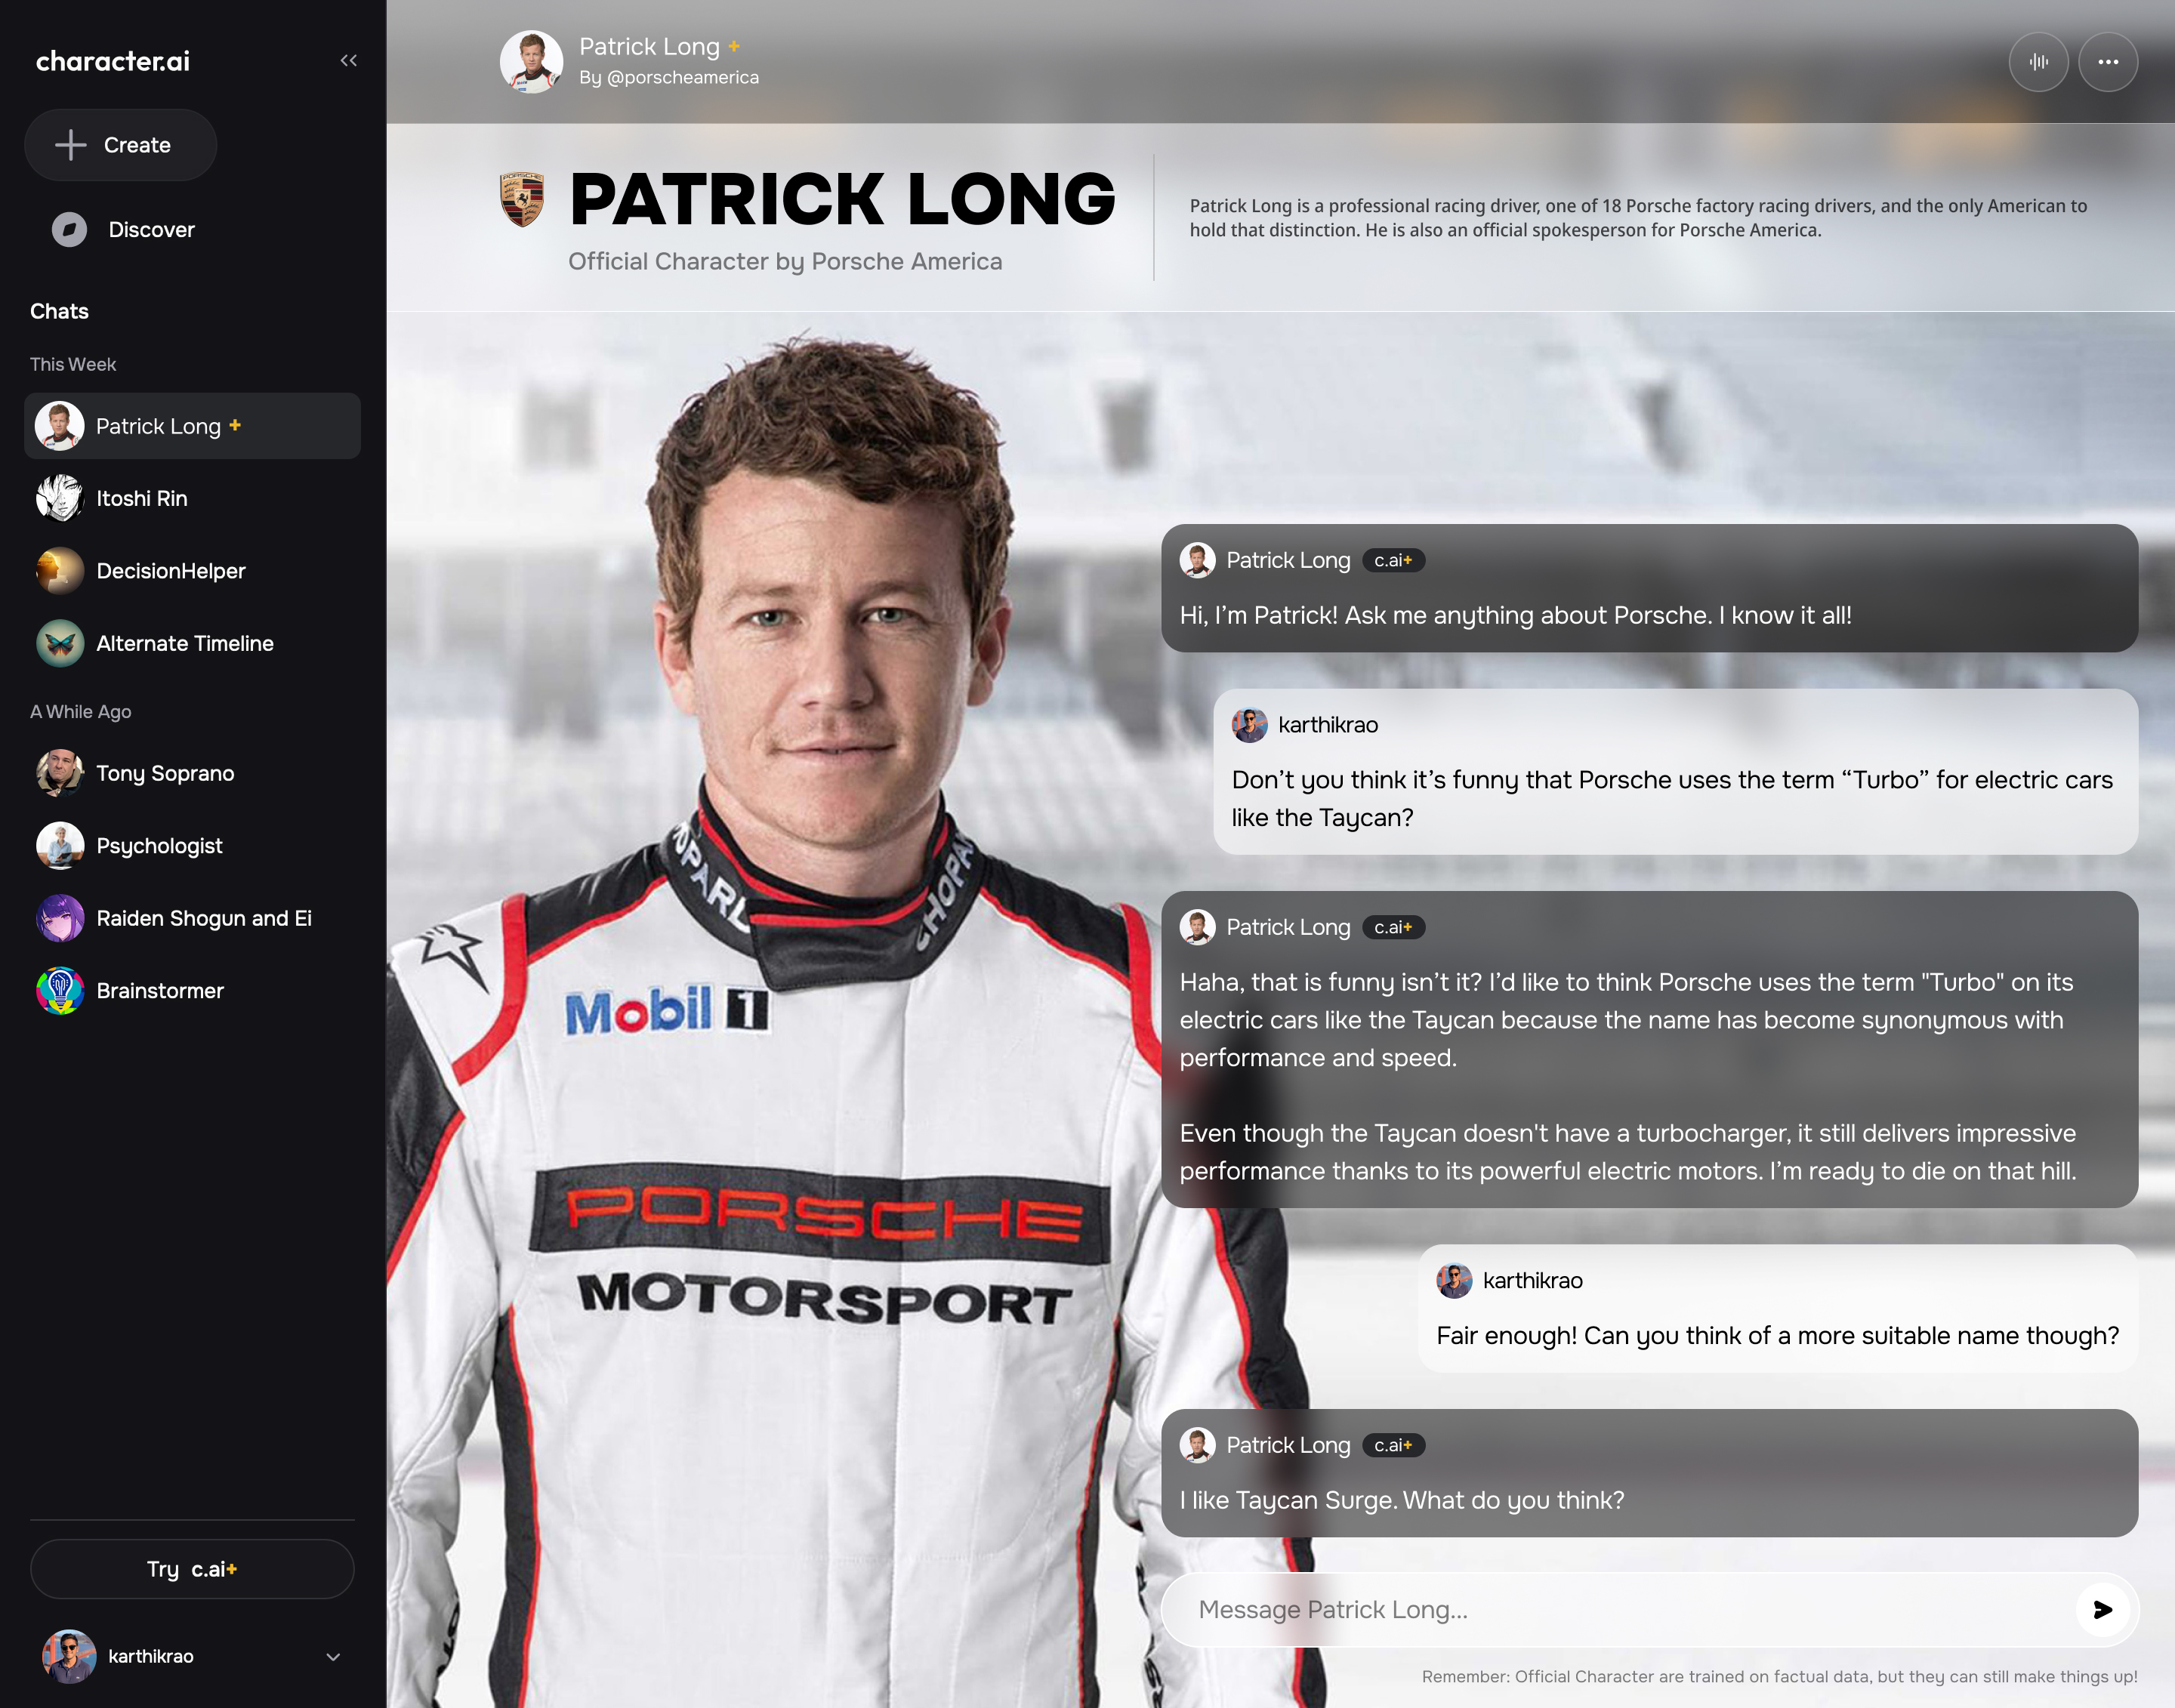 character.ai
Create
Discover
Chats
This Week
Patrick Long +
Itoshi Rin
DecisionHelper
Alternate Timeline
A While Ago
Tony Soprano
Psychologist
Raiden Shogun and Ei
Brainstormer
Try c.ai+
karthikrao
Patrick Long +
By @porscheamerica
PORSCHE
PATRICK LONG
Official Character by Porsche America
Patrick Long is a professional racing driver, one of 18 Porsche factory racing drivers, and the only American to
hold that distinction. He is also an official spokesperson for Porsche America.
CHOPAR
Mobil 1
PORSCHE
MOTORSPORT
Patrick Long c.ai+
Hi, I’m Patrick! Ask me anything about Porsche. I know it all!
karthikrao
Don’t you think it’s funny that Porsche uses the term “Turbo” for electric cars
like the Taycan?
Patrick Long c.ai+
Haha, that is funny isn’t it? I’d like to think Porsche uses the term "Turbo" on its
electric cars like the Taycan because the name has become synonymous with
performance and speed.
Even though the Taycan doesn't have a turbocharger, it still delivers impressive
performance thanks to its powerful electric motors. I’m ready to die on that hill.
karthikrao
Fair enough! Can you think of a more suitable name though?
Patrick Long c.ai+
I like Taycan Surge. What do you think?
Message Patrick Long...
Remember: Official Character are trained on factual data, but they can still make things up!